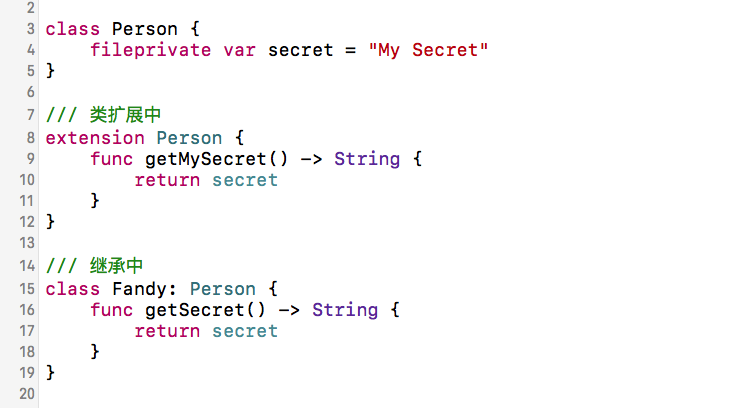 2
3 class Person {
4     fileprivate var secret = "My Secret"
5 }
6
7 /// 类扩展中
8 extension Person {
9     func getMySecret() -> String {
10         return secret
11     }
12 }
13
14 /// 继承中
15 class Fandy: Person {
16     func getSecret() -> String {
17         return secret
18     }
19 }
20